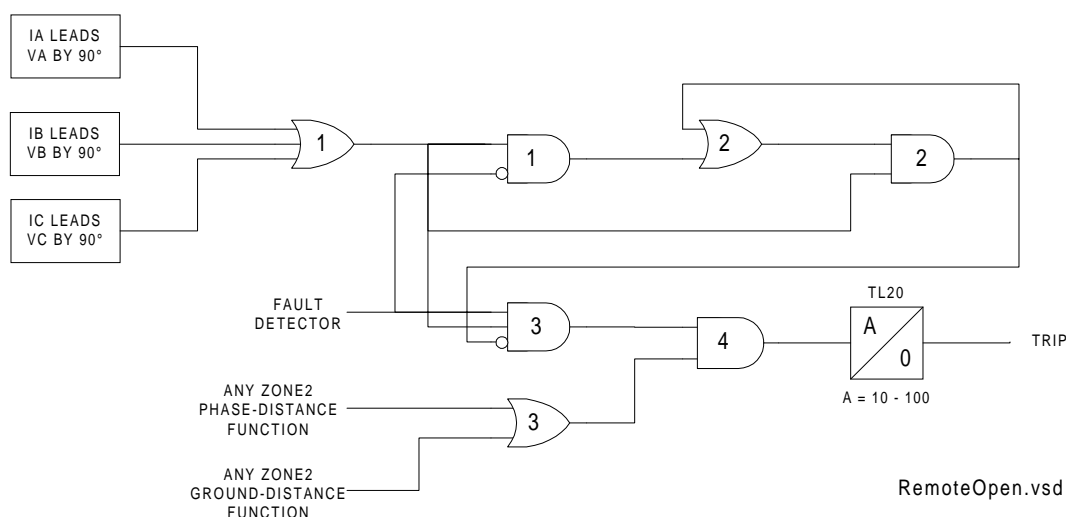 IA LEADS
VA BY 90°
IB LEADS
VB BY 90°
IC LEADS
VC BY 90°
1
1
2
2
FAULT
DETECTOR
3
4
TL20
A
0
A = 10 - 100
TRIP
ANY ZONE2
PHASE-DISTANCE
FUNCTION
3
ANY ZONE2
GROUND-DISTANCE
FUNCTION
RemoteOpen.vsd